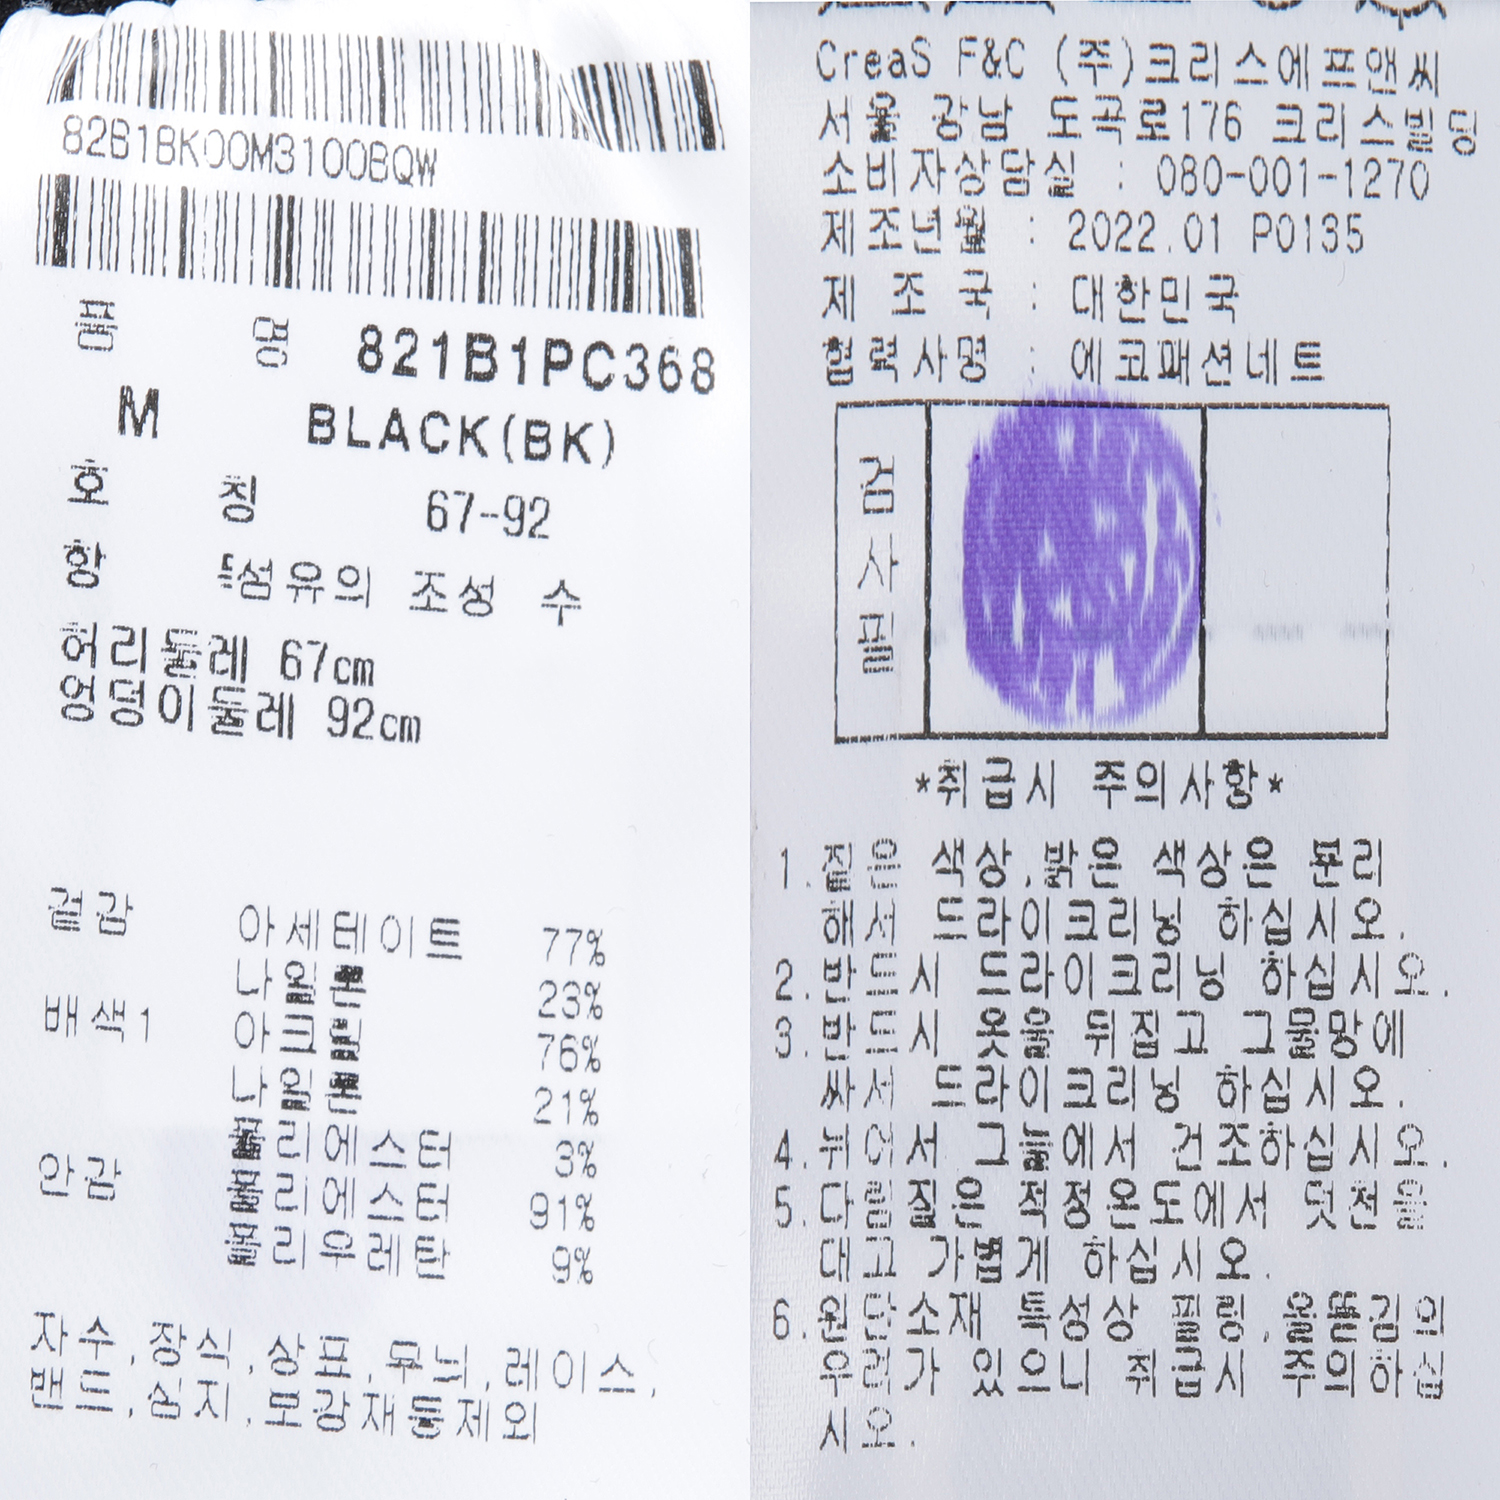 82B1BK00M3100BQW
품 명 821B1PC368
M BLACK(BK)
호 칭 67-92
항 섬유의 조성 수
허리둘레 67cm
엉덩이둘레 92cm
겉감 아세테이트 77%
나일론 23%
배색1 아크릴 76%
나일론 21%
폴리에스터 3%
안감 폴리에스터 91%
폴리우레탄 9%
자수,장식,상표,무늬,레이스,
밴드,심지,보강재등제외
CreaS F&C (주)크리스에프앤씨
서울 강남 도곡로176 크리스빌딩
소비자상담실 : 080-001-1270
제조년월 : 2022.01 P0135
제 조 국 : 대한민국
협력사명 : 에코패션네트
검사필
*취급시 주의사항*
1.짙은 색상,밝은 색상은 분리
해서 드라이크리닝 하십시오.
2.반드시 드라이크리닝 하십시오.
3.반드시 옷을 뒤집고 그물망에
싸서 드라이크리닝 하십시오.
4.뉘어서 그늘에서 건조하십시오.
5.다림질은 적정온도에서 덧천을
대고 가볍게 하십시오.
6.원단소재 특성상 필링,올뜯김의
우려가 있으니 취급시 주의하십
시오.